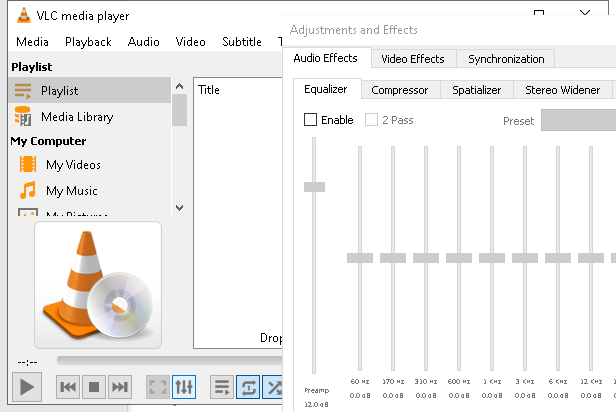 VLC media player
Media Playback Audio Video Subtitle
Playlist
Playlist
Media Library
My Computer
My Videos
My Music
My Pictures
Title
Drop
--:--
Adjustments and Effects
Audio Effects Video Effects Synchronization
Equalizer Compressor Spatializer Stereo Widener
Enable 2 Pass Preset
60 Hz 170 Hz 310 Hz 600 Hz 1 KHz 3 KHz 6 KHz 12 KHz
Preamp 0.0 dB 0.0 dB 0.0 dB 0.0 dB 0.0 dB 0.0 dB 0.0 dB 0.0
12.0 dB